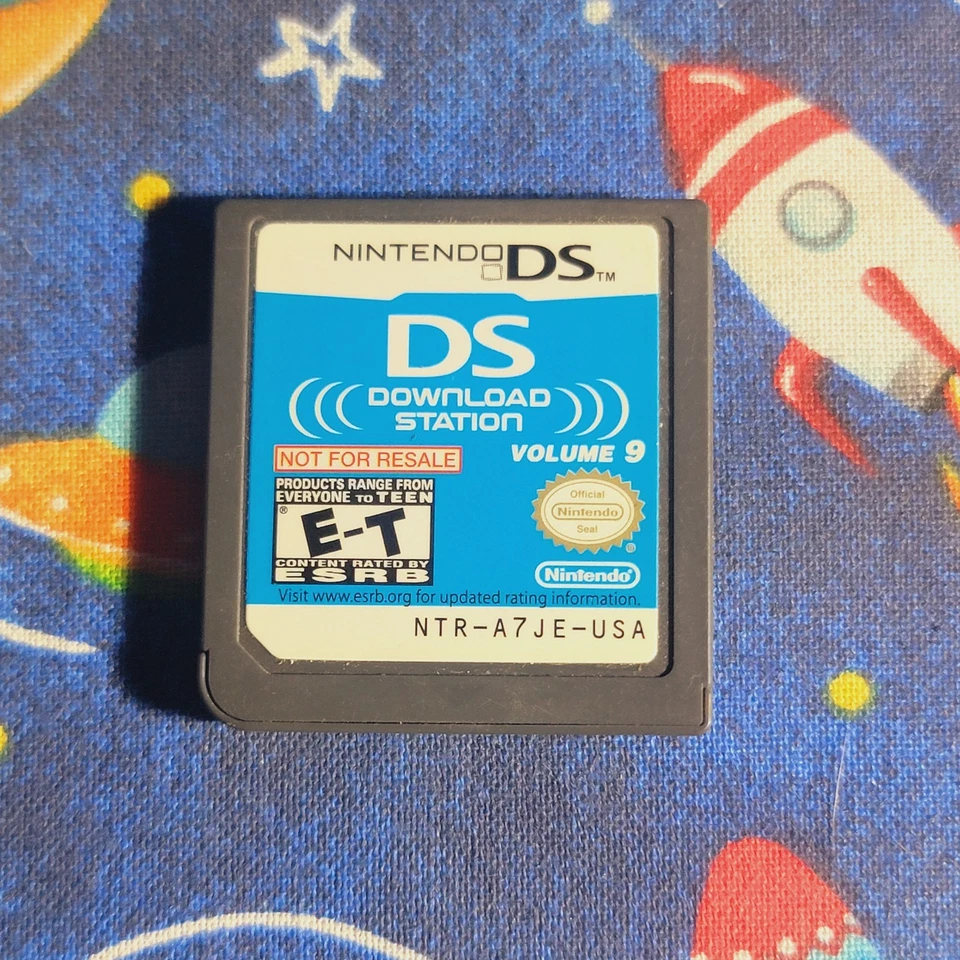 NINTENDO DS™
DS
DOWNLOAD
STATION
VOLUME 9
NOT FOR RESALE
PRODUCTS RANGE FROM
EVERYONE TO TEEN
® E-T
CONTENT RATED BY
ESRB
Official
Nintendo
Seal
®
Nintendo®
Visit www.esrb.org for updated rating information.
NTR-A7JE-USA